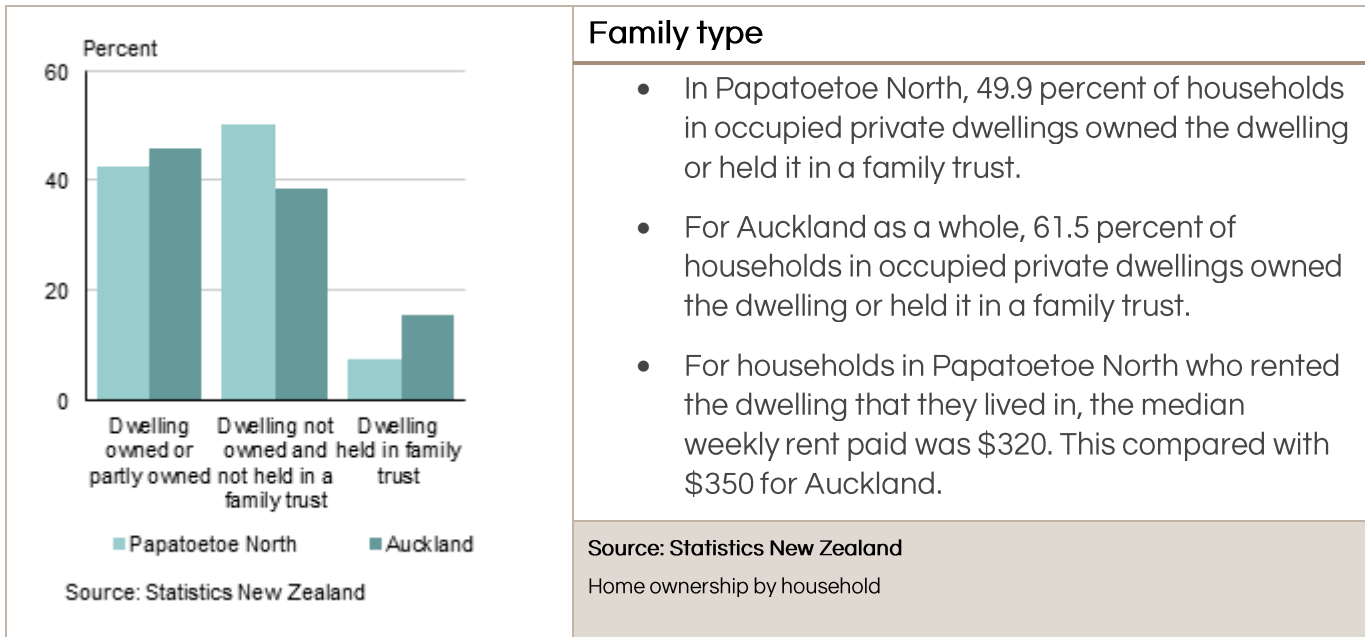 Percent
60
40
20
0
Dwelling owned or partly owned
Dwelling not owned and not held in a family trust
Dwelling held in family trust
Papatoetoe North
Auckland
Source: Statistics New Zealand
Family type
• In Papatoetoe North, 49.9 percent of households
in occupied private dwellings owned the dwelling
or held it in a family trust.
• For Auckland as a whole, 61.5 percent of
households in occupied private dwellings owned
the dwelling or held it in a family trust.
• For households in Papatoetoe North who rented
the dwelling that they lived in, the median
weekly rent paid was $320. This compared with
$350 for Auckland.
Source: Statistics New Zealand
Home ownership by household